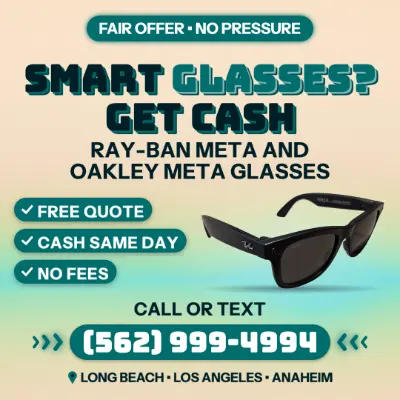 FAIR OFFER • NO PRESSURE
SMART GLASSES?
GET CASH
RAY-BAN META AND
OAKLEY META GLASSES
FREE QUOTE
CASH SAME DAY
NO FEES
CALL OR TEXT
(562) 999-4994
LONG BEACH • LOS ANGELES • ANAHEIM